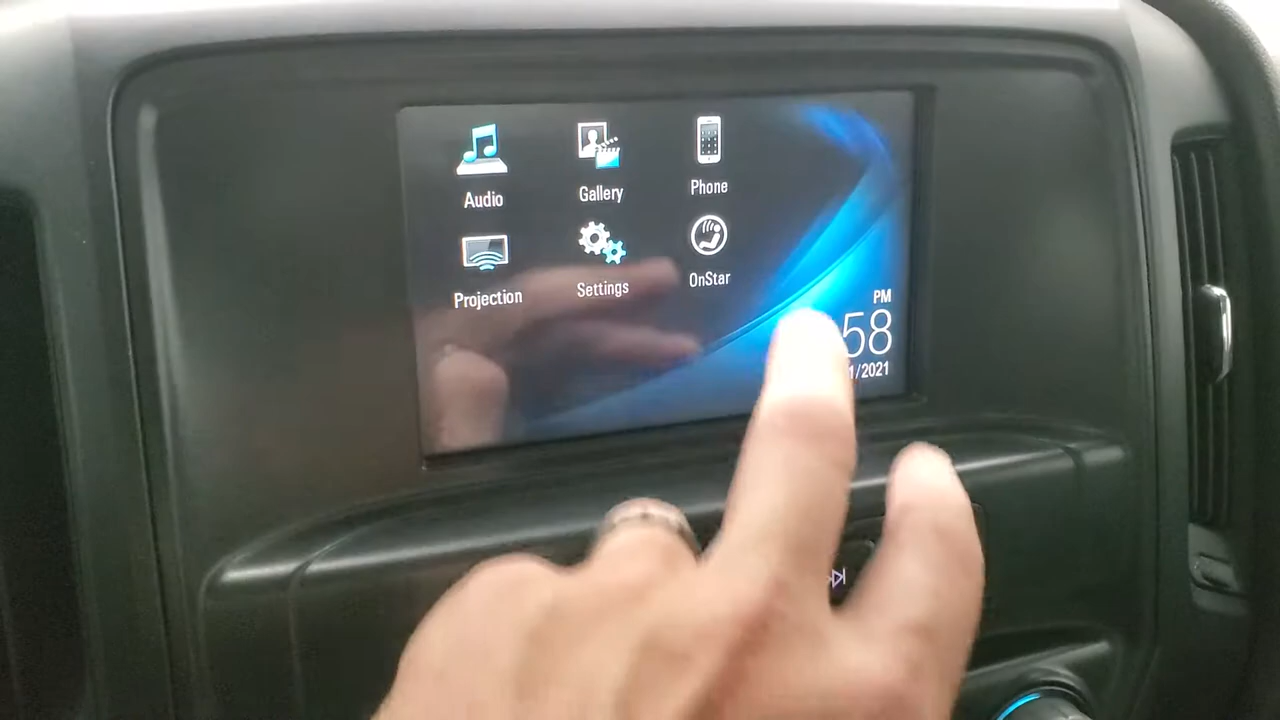 Audio
Gallery
Phone
Projection
Settings
OnStar
PM
58
1/2021